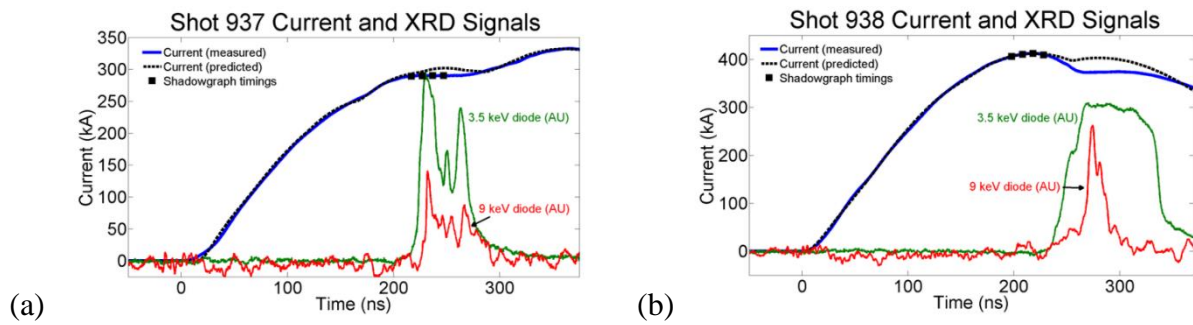 Shot 937 Current and XRD Signals
350
300
250
200
150
100
50
0
Current (kA)
Current (measured)
Current (predicted)
Shadowgraph timings
3.5 keV diode (AU)
9 keV diode (AU)
0
100
200
300
Time (ns)
(a)
Shot 938 Current and XRD Signals
400
300
200
100
0
Current (kA)
Current (measured)
Current (predicted)
Shadowgraph timings
3.5 keV diode (AU)
9 keV diode (AU)
0
100
200
300
Time (ns)
(b)